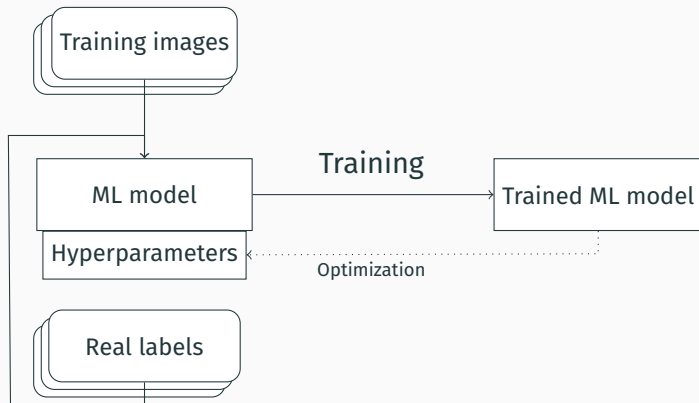 Training images
Training
ML model
Trained ML model
Hyperparameters
Optimization
Real labels